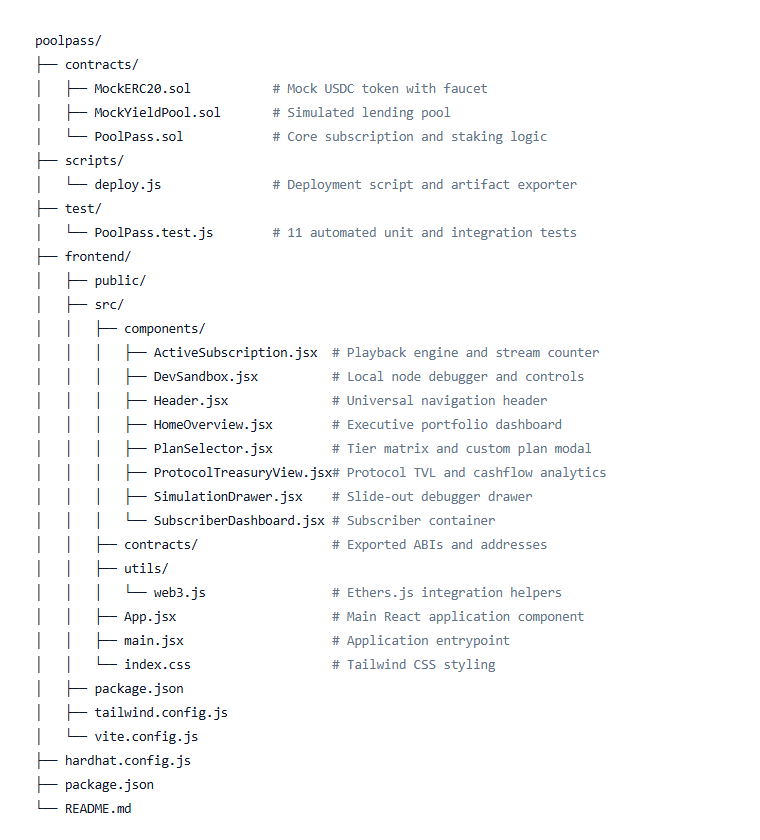 poolpass/
├── contracts/
│   ├── MockERC20.sol           # Mock USDC token with faucet
│   ├── MockYieldPool.sol       # Simulated lending pool
│   └── PoolPass.sol            # Core subscription and staking logic
├── scripts/
│   └── deploy.js               # Deployment script and artifact exporter
├── test/
│   └── PoolPass.test.js        # 11 automated unit and integration tests
├── frontend/
│   ├── public/
│   ├── src/
│   │   ├── components/
│   │   │   ├── ActiveSubscription.jsx  # Playback engine and stream counter
│   │   │   ├── DevSandbox.jsx          # Local node debugger and controls
│   │   │   ├── Header.jsx              # Universal navigation header
│   │   │   ├── HomeOverview.jsx        # Executive portfolio dashboard
│   │   │   ├── PlanSelector.jsx        # Tier matrix and custom plan modal
│   │   │   ├── ProtocolTreasuryView.jsx# Protocol TVL and cashflow analytics
│   │   │   ├── SimulationDrawer.jsx    # Slide-out debugger drawer
│   │   │   └── SubscriberDashboard.jsx # Subscriber container
│   │   ├── contracts/                  # Exported ABIs and addresses
│   │   ├── utils/
│   │   │   └── web3.js                 # Ethers.js integration helpers
│   │   ├── App.jsx                     # Main React application component
│   │   ├── main.jsx                    # Application entrypoint
│   │   └── index.css                   # Tailwind CSS styling
│   ├── package.json
│   ├── tailwind.config.js
│   └── vite.config.js
├── hardhat.config.js
├── package.json
└── README.md